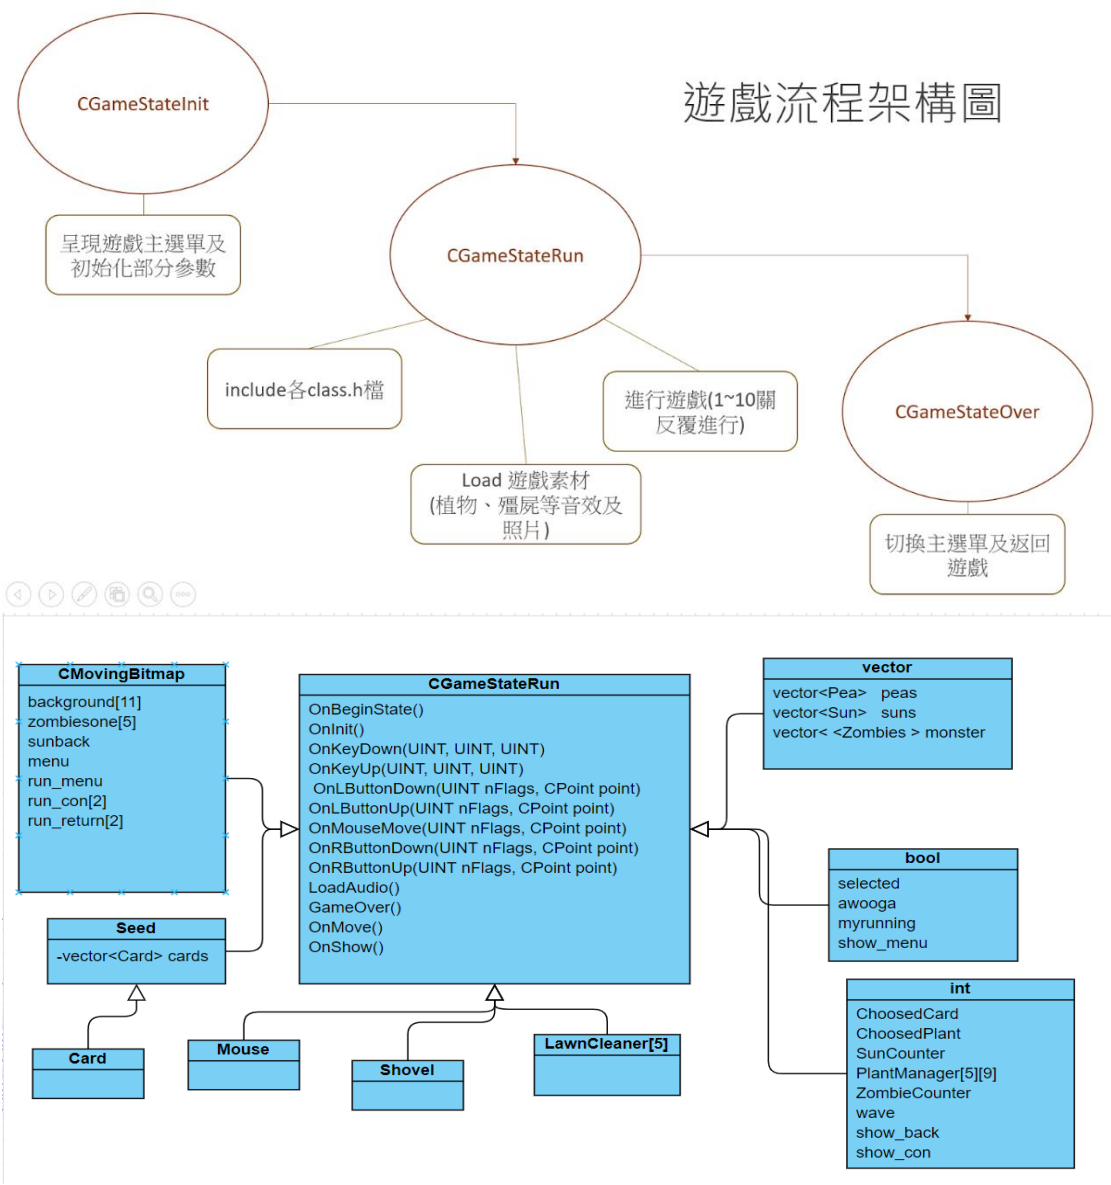 遊戲流程架構圖
CGameStateInit
呈現遊戲主選單及
初始化部分參數
CGameStateRun
include各class.h檔
Load 遊戲素材
(植物、殭屍等音效及
照片)
進行遊戲(1~10關
反覆進行)
CGameStateOver
切換主選單及返回
遊戲
CMovingBitmap
background[11]
zombiesone[5]
sunback
menu
run_menu
run_con[2]
run_return[2]
Seed
-vector<Card> cards
Card
CGameStateRun
OnBeginState()
OnInit()
OnKeyDown(UINT, UINT, UINT)
OnKeyUp(UINT, UINT, UINT)
OnLButtonDown(UINT nFlags, CPoint point)
OnLButtonUp(UINT nFlags, CPoint point)
OnMouseMove(UINT nFlags, CPoint point)
OnRButtonDown(UINT nFlags, CPoint point)
OnRButtonUp(UINT nFlags, CPoint point)
LoadAudio()
GameOver()
OnMove()
OnShow()
Mouse
Shovel
LawnCleaner[5]
vector
vector<Pea> peas
vector<Sun> suns
vector< <Zombies > monster
bool
selected
awooga
myrunning
show_menu
int
ChoosedCard
ChoosedPlant
SunCounter
PlantManager[5][9]
ZombieCounter
wave
show_back
show_con